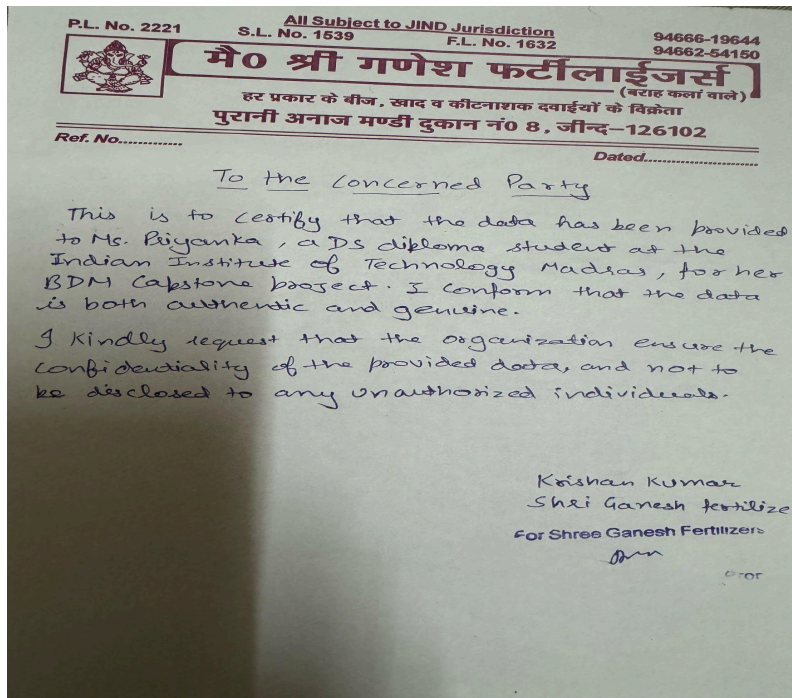 All Subject to JIND Jurisdiction
P.L. No. 2221
S.L. No. 1539
F.L. No. 1632
94666-19644
94662-54150
मै0 श्री गणेश फर्टीलाईजर्स
(बराह कलां वाले)
हर प्रकार के बीज, खाद व कीटनाशक दवाईयों के विक्रेता
पुरानी अनाज मण्डी दुकान नं0 8, जीन्द-126102
Ref. No.............
Dated........................
To the Concerned Party
This is to certify that the data has been provided
to Ms. Priyanka, a DS diploma student at the
Indian Institute of Technology Madras, for her
BDM Capstone project. I conform that the data
is both authentic and genuine.
I kindly request that the organization ensure the
confidentiality of the provided data, and not to
be disclosed to any unauthorized individuals.
Krishan Kumar
Shri Ganesh fertilize
For Shree Ganesh Fertilizers